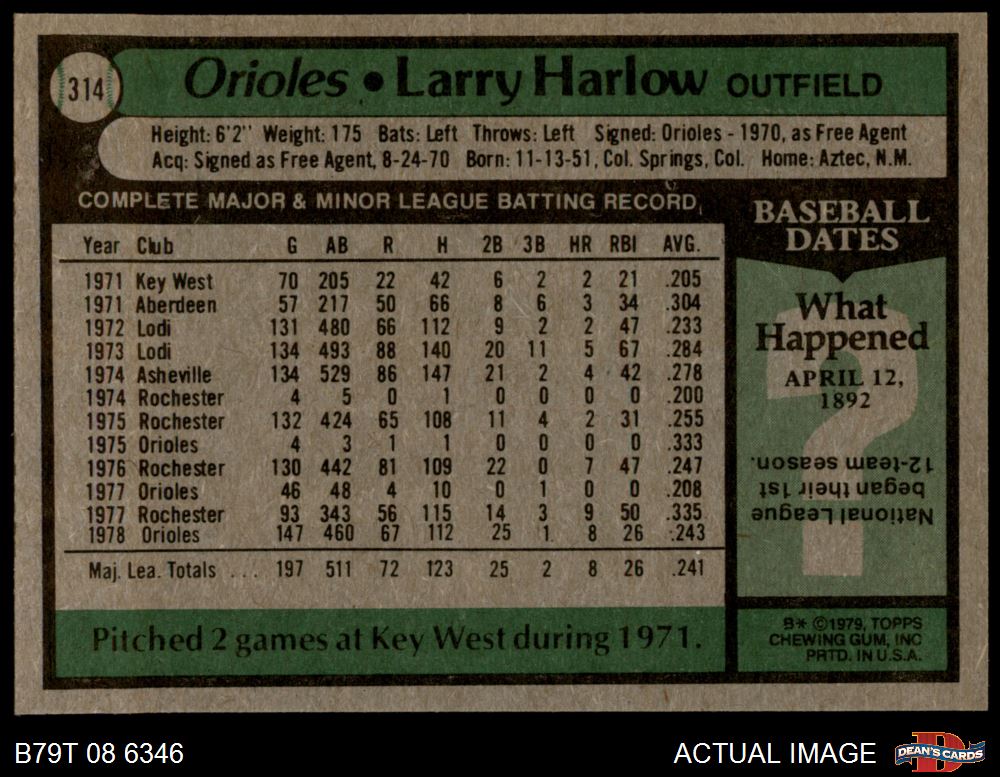 314
Orioles • Larry Harlow OUTFIELD
Height: 6'2" Weight: 175 Bats: Left Throws: Left Signed: Orioles - 1970, as Free Agent
Acq: Signed as Free Agent, 8-24-70 Born: 11-13-51, Col. Springs, Col. Home: Aztec, N.M.
COMPLETE MAJOR & MINOR LEAGUE BATTING RECORD
Year Club G AB R H 2B 3B HR RBI AVG.
1971 Key West 70 205 22 42 6 2 2 21 .205
1971 Aberdeen 57 217 50 66 8 6 3 34 .304
1972 Lodi 131 480 66 112 9 2 2 47 .233
1973 Lodi 134 493 88 140 20 11 5 67 .284
1974 Asheville 134 529 86 147 21 2 4 42 .278
1974 Rochester 4 5 0 1 0 0 0 0 .200
1975 Rochester 132 424 65 108 11 4 2 31 .255
1975 Orioles 4 3 1 1 0 0 0 0 .333
1976 Rochester 130 442 81 109 22 0 7 47 .247
1977 Orioles 46 48 4 10 0 1 0 0 .208
1977 Rochester 93 343 56 115 14 3 9 50 .335
1978 Orioles 147 460 67 112 25 1 8 26 .243
Maj. Lea. Totals ... 197 511 72 123 25 2 8 26 .241
Pitched 2 games at Key West during 1971.
BASEBALL
DATES
What
Happened
APRIL 12,
1892
National League
began their 1st
12-team season.
B* ©1979, TOPPS
CHEWING GUM, INC
PRTD. IN U.S.A.
B79T 08 6346
ACTUAL IMAGE
D
DEAN'S CARDS